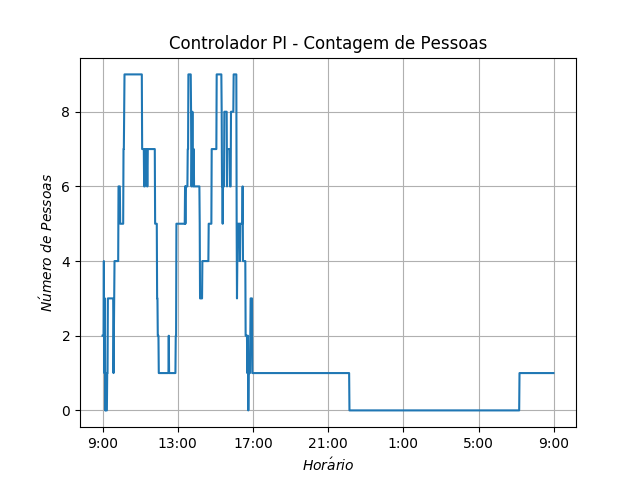 Controlador PI - Contagem de Pessoas
Número de Pessoas
8
6
4
2
0
9:00 13:00 17:00 21:00 1:00 5:00 9:00
Horário